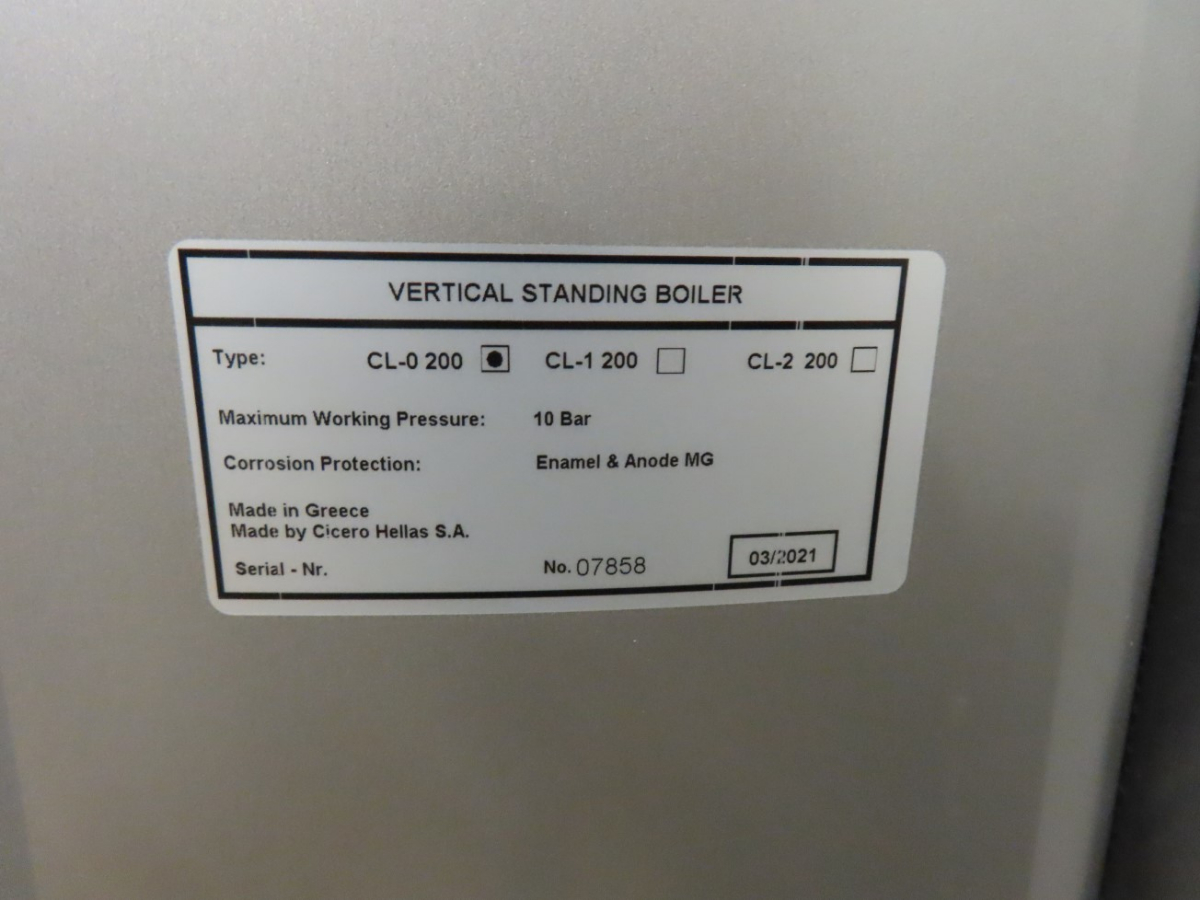 VERTICAL STANDING BOILER
Type: CL-0 200 CL-1 200 CL-2 200
Maximum Working Pressure: 10 Bar
Corrosion Protection: Enamel & Anode MG
Made in Greece
Made by Cicero Hellas S.A.
Serial - Nr. No. 07858 03/2021